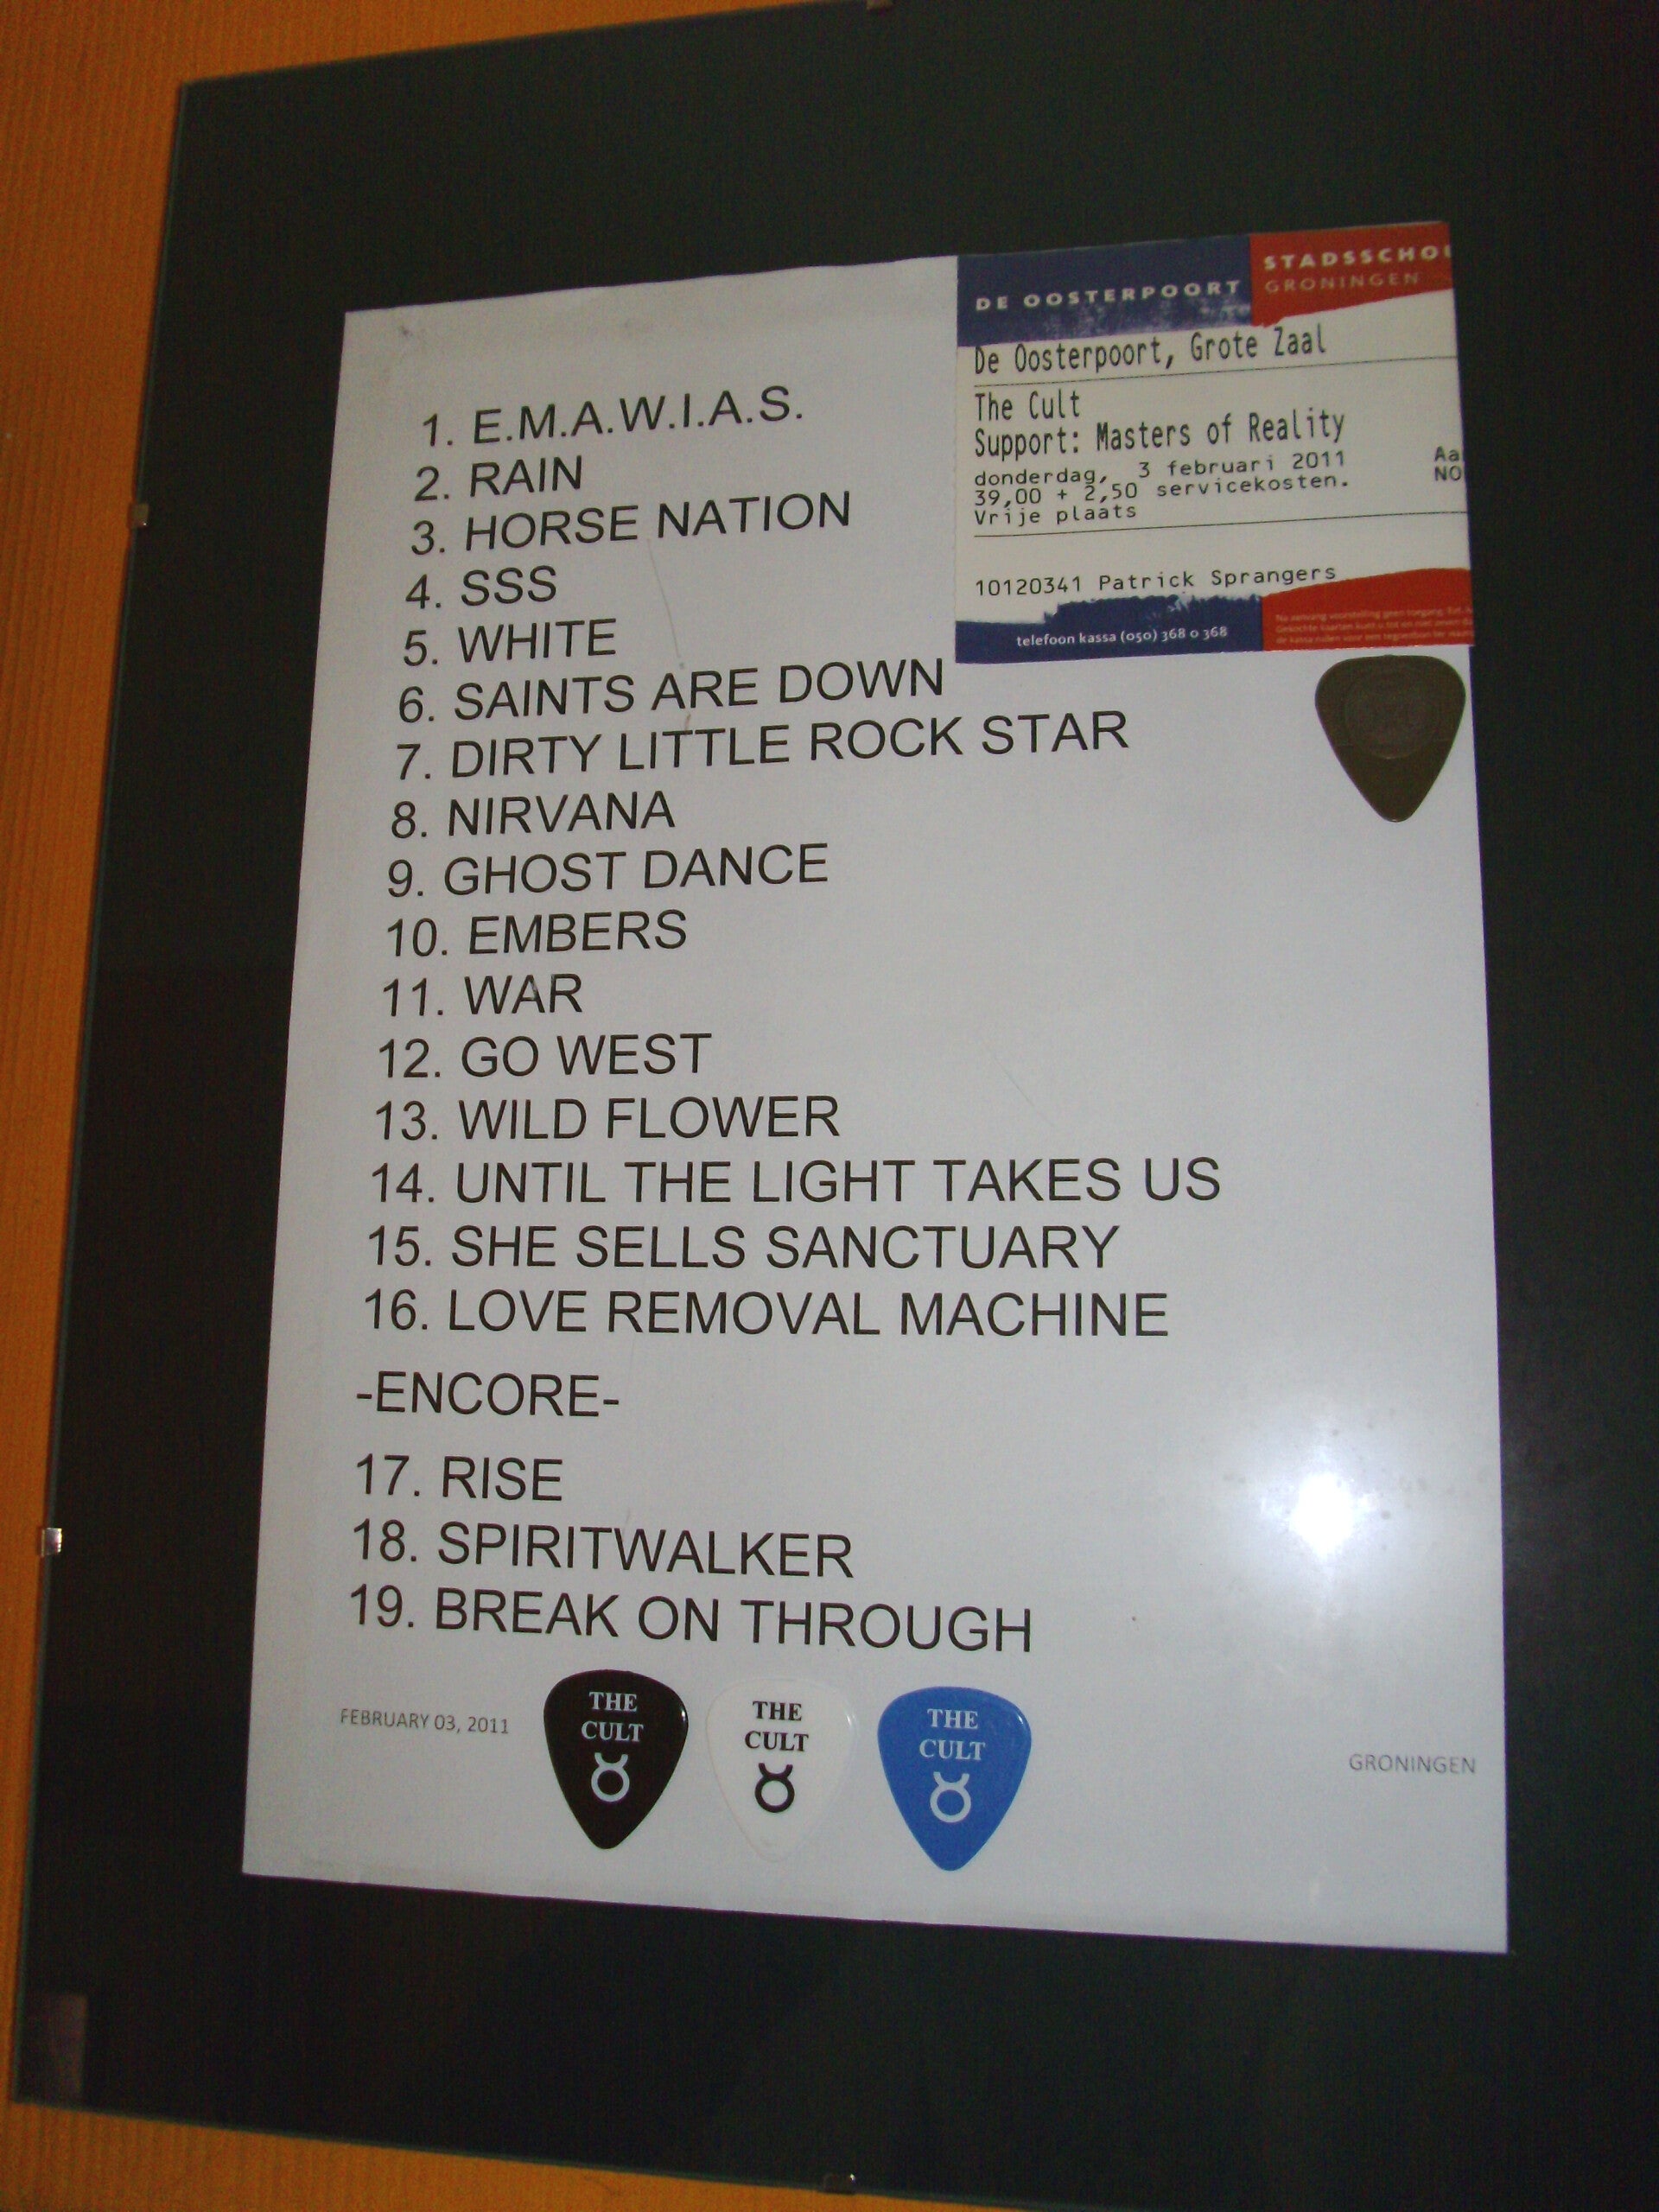 DE OOSTERPOORT
GRONINGEN
De Oosterpoort, Grote Zaal
The Cult
Support: Masters of Reality
donderdag, 3 februari 2011
39,00 + 2,50 servicekosten.
Vrije plaats
10120341 Patrick Sprangers
telefoon kassa (050) 368 0 368
1. E.M.A.W.I.A.S.
2. RAIN
3. HORSE NATION
4. SSS
5. WHITE
6. SAINTS ARE DOWN
7. DIRTY LITTLE ROCK STAR
8. NIRVANA
9. GHOST DANCE
10. EMBERS
11. WAR
12. GO WEST
13. WILD FLOWER
14. UNTIL THE LIGHT TAKES US
15. SHE SELLS SANCTUARY
16. LOVE REMOVAL MACHINE
-ENCORE-
17. RISE
18. SPIRITWALKER
19. BREAK ON THROUGH
FEBRUARY 03, 2011
THE
CULT
THE
CULT
THE
CULT
GRONINGEN